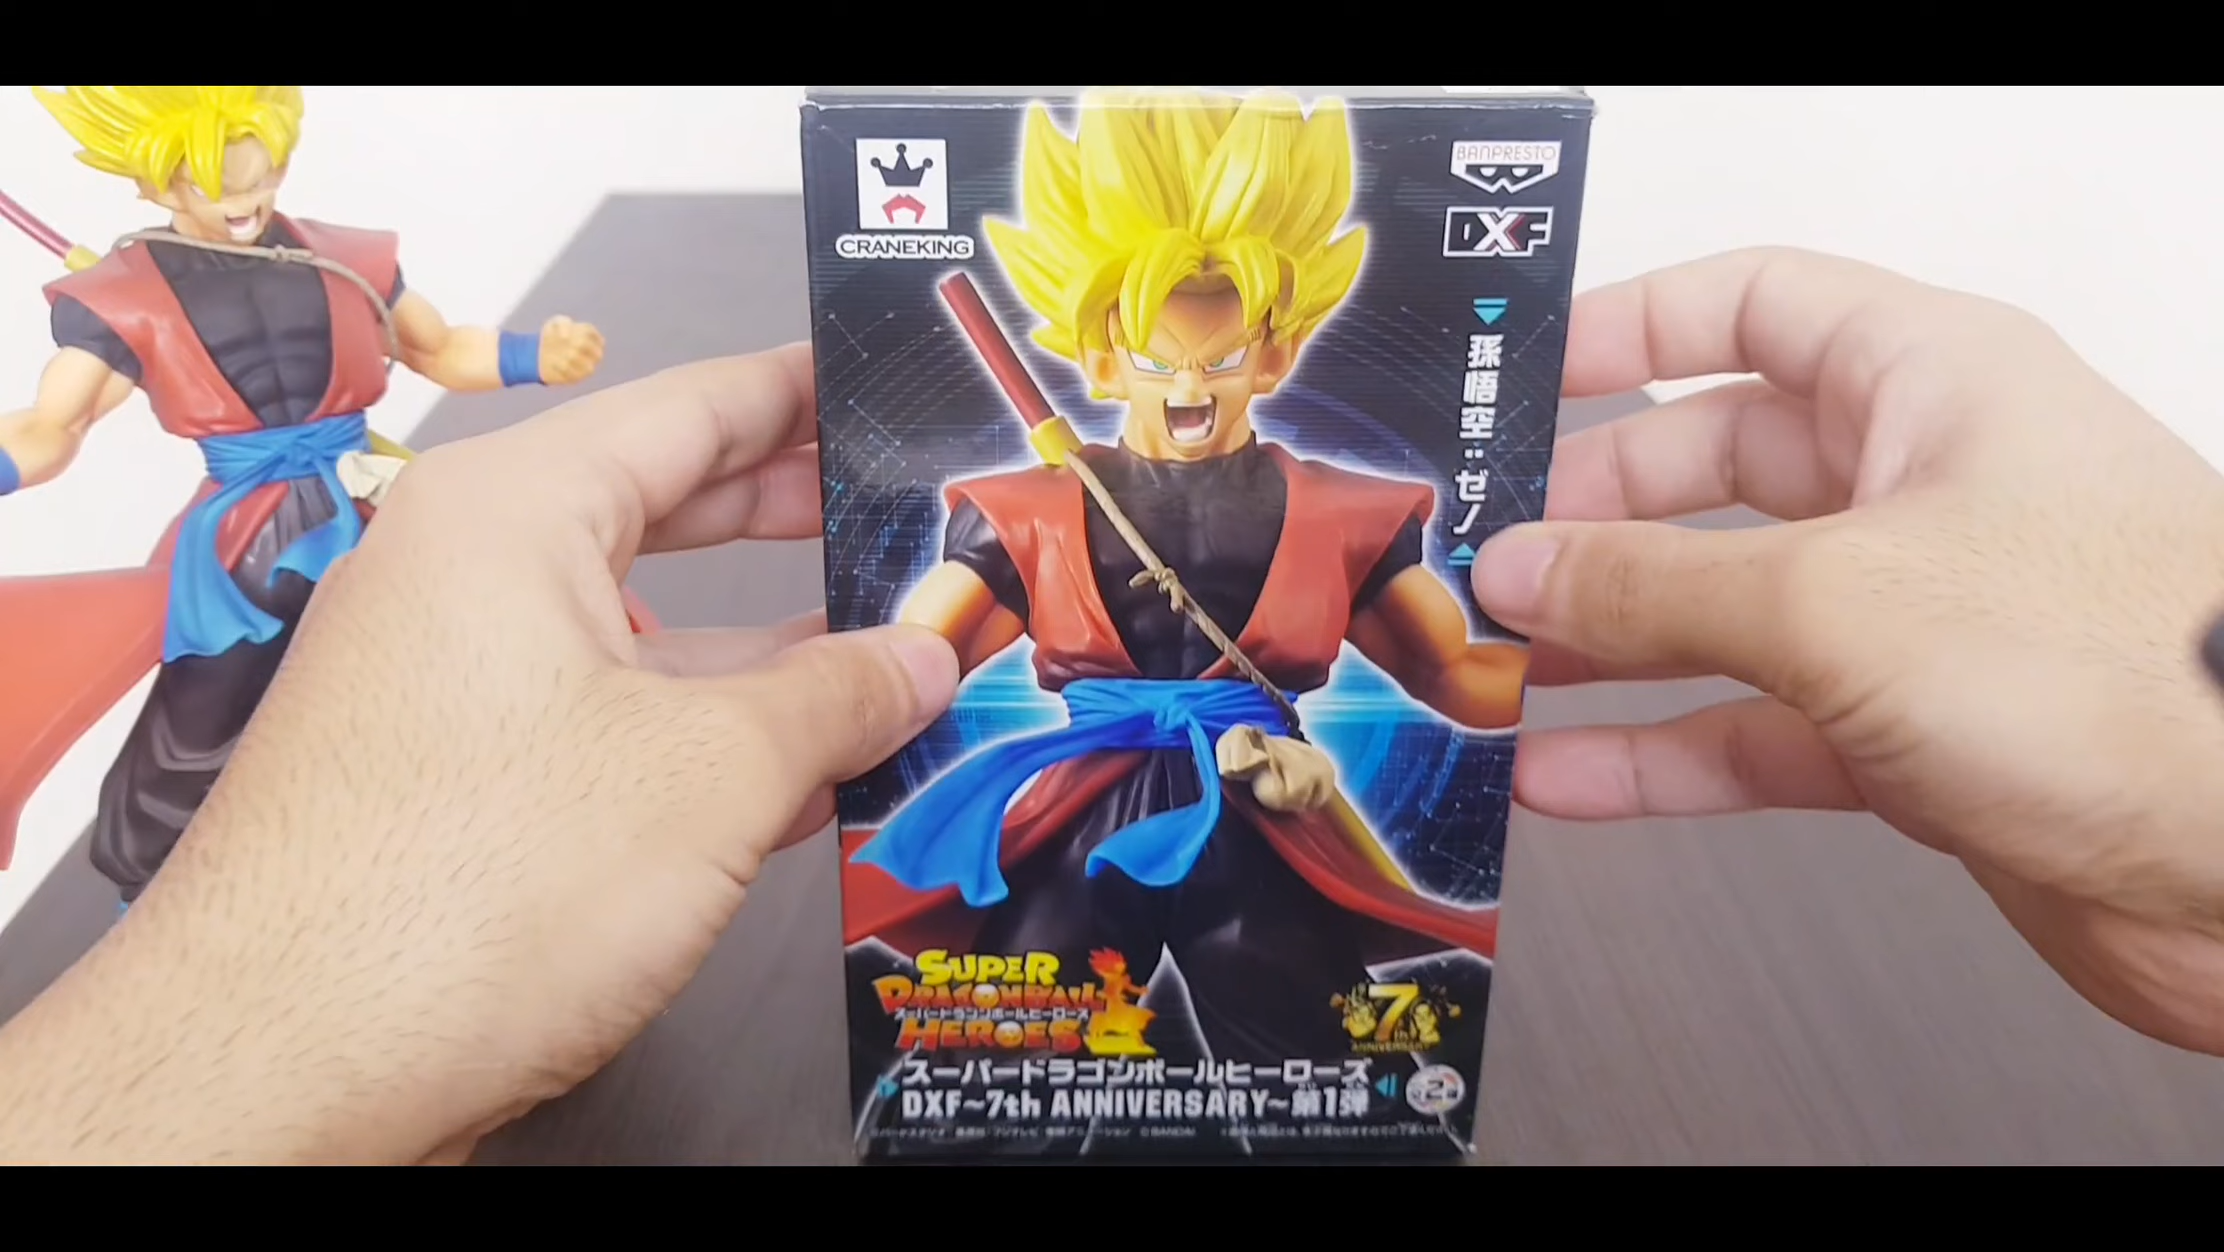 CRANEKING
BANPRESTO
DXF
孫悟空:ゼノ
SUPER
DRAGONBALL
スーパードラゴンボールヒーローズ
HEROES
7th
ANNIVERSARY
スーパードラゴンボールヒーローズ
DXF~7th ANNIVERSARY~第1弾